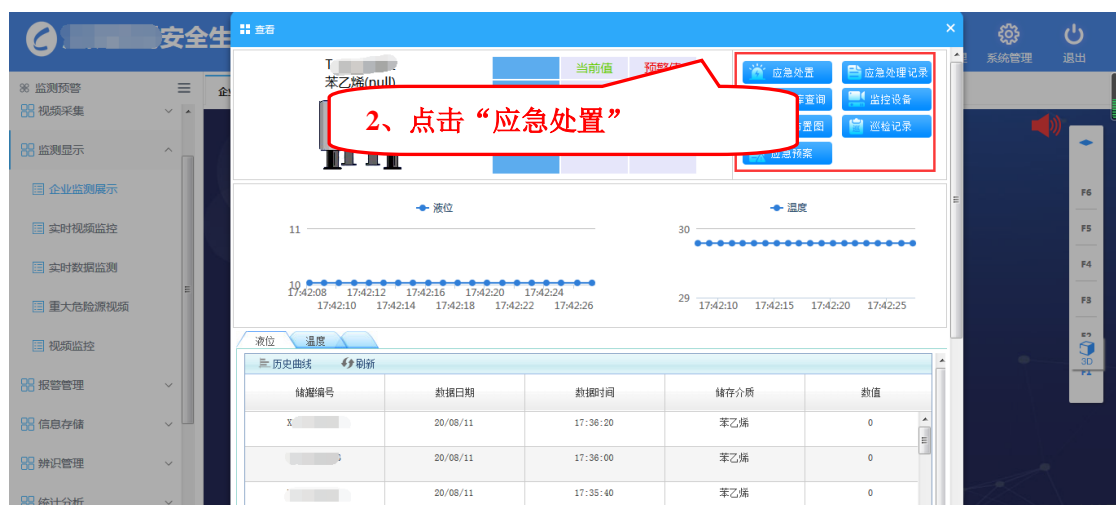 安全生
查看
系统管理
退出
监测预警
视频采集
监测显示
企业监测展示
实时视频监控
实时数据监测
重大危险源视频
视频监控
报警管理
信息存储
辨识管理
统计分析
T
苯乙烯(null)
当前值
2、点击“应急处置”
应急处置
应急处理记录
查询
监控设备
置图
巡检记录
应急预案
液位
11
10
17:42:08 17:42:12 17:42:16 17:42:20 17:42:24
17:42:10 17:42:14 17:42:18 17:42:22 17:42:26
温度
30
29
17:42:10 17:42:15 17:42:20 17:42:25
液位 温度
历史曲线 刷新
储罐编号 数据日期 数据时间 储存介质 数值
X 20/08/11 17:36:20 苯乙烯 0
20/08/11 17:36:00 苯乙烯 0
20/08/11 17:35:40 苯乙烯 0
F6
F5
F4
F3
3D